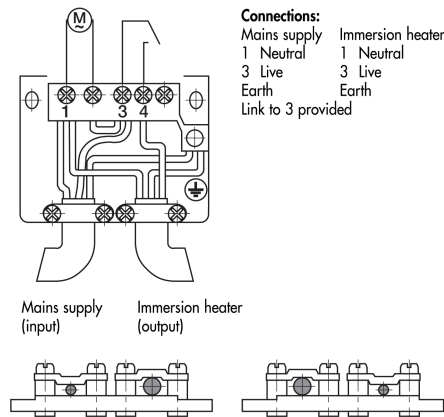 M
~
1 3 4
Connections:
Mains supply Immersion heater
1 Neutral 1 Neutral
3 Live 3 Live
Earth Earth
Link to 3 provided
Mains supply Immersion heater
(input) (output)